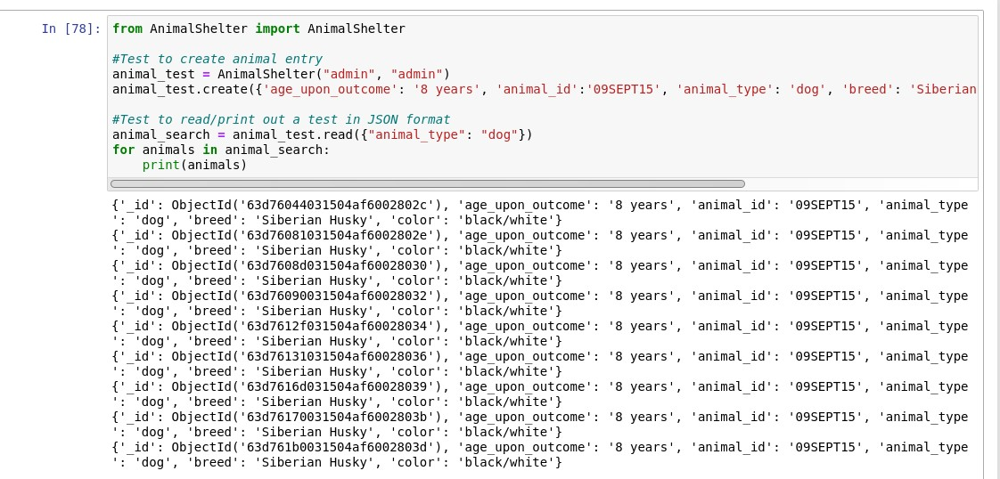 In [78]:
from AnimalShelter import AnimalShelter
#Test to create animal entry
animal_test = AnimalShelter("admin", "admin")
animal_test.create({'age_upon_outcome': '8 years', 'animal_id':'09SEPT15', 'animal_type': 'dog', 'breed': 'Siberian
#Test to read/print out a test in JSON format
animal_search = animal_test.read({"animal_type": "dog"})
for animals in animal_search:
    print(animals)
{'_id': ObjectId('63d76044031504af6002802c'), 'age_upon_outcome': '8 years', 'animal_id': '09SEPT15', 'animal_type
': 'dog', 'breed': 'Siberian Husky', 'color': 'black/white'}
{'_id': ObjectId('63d76081031504af6002802e'), 'age_upon_outcome': '8 years', 'animal_id': '09SEPT15', 'animal_type
': 'dog', 'breed': 'Siberian Husky', 'color': 'black/white'}
{'_id': ObjectId('63d7608d031504af60028030'), 'age_upon_outcome': '8 years', 'animal_id': '09SEPT15', 'animal_type
': 'dog', 'breed': 'Siberian Husky', 'color': 'black/white'}
{'_id': ObjectId('63d76090031504af60028032'), 'age_upon_outcome': '8 years', 'animal_id': '09SEPT15', 'animal_type
': 'dog', 'breed': 'Siberian Husky', 'color': 'black/white'}
{'_id': ObjectId('63d7612f031504af60028034'), 'age_upon_outcome': '8 years', 'animal_id': '09SEPT15', 'animal_type
': 'dog', 'breed': 'Siberian Husky', 'color': 'black/white'}
{'_id': ObjectId('63d76131031504af60028036'), 'age_upon_outcome': '8 years', 'animal_id': '09SEPT15', 'animal_type
': 'dog', 'breed': 'Siberian Husky', 'color': 'black/white'}
{'_id': ObjectId('63d7616d031504af60028039'), 'age_upon_outcome': '8 years', 'animal_id': '09SEPT15', 'animal_type
': 'dog', 'breed': 'Siberian Husky', 'color': 'black/white'}
{'_id': ObjectId('63d76170031504af6002803b'), 'age_upon_outcome': '8 years', 'animal_id': '09SEPT15', 'animal_type
': 'dog', 'breed': 'Siberian Husky', 'color': 'black/white'}
{'_id': ObjectId('63d761b0031504af6002803d'), 'age_upon_outcome': '8 years', 'animal_id': '09SEPT15', 'animal_type
': 'dog', 'breed': 'Siberian Husky', 'color': 'black/white'}